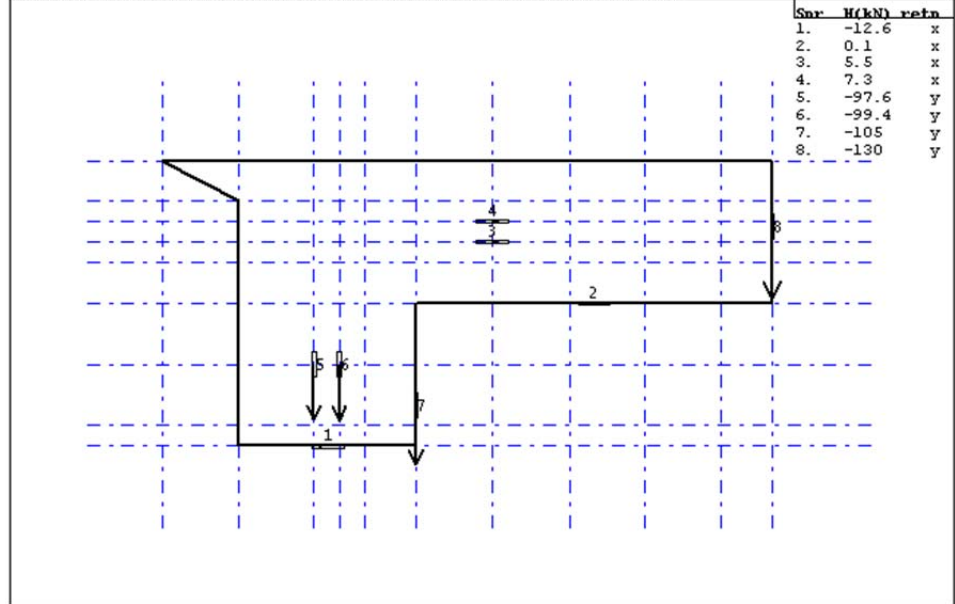 Spr H(kN) retn
1. -12.6 x
2. 0.1 x
3. 5.5 x
4. 7.3 x
5. -97.6 y
6. -99.4 y
7. -105 y
8. -130 y
4
3
8
2
5 6
7
1